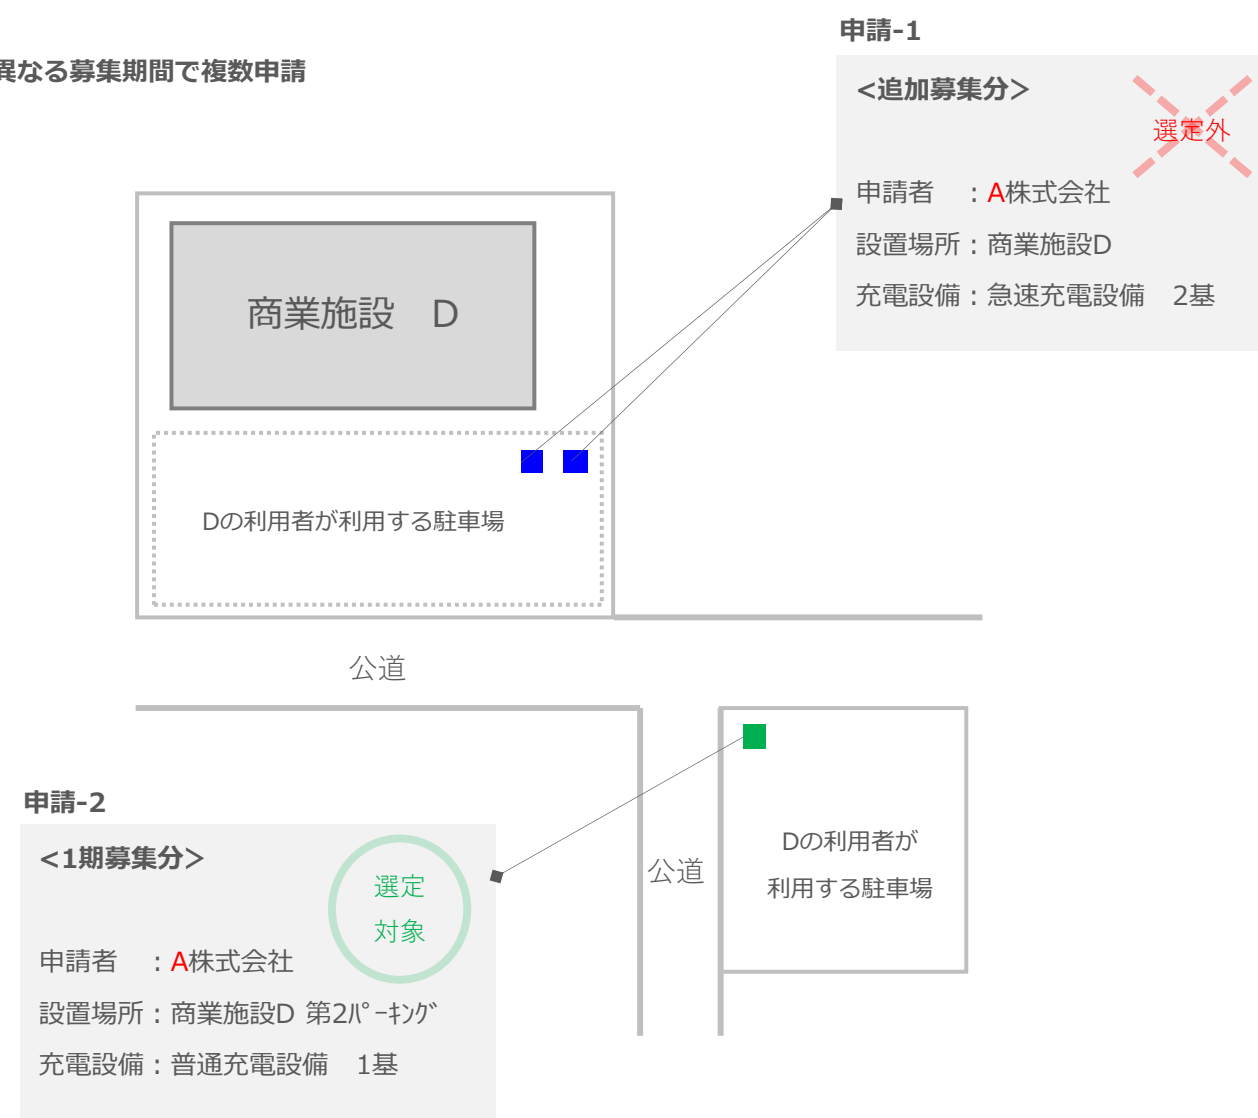 異なる募集期間で複数申請
申請-1
<追加募集分>
選定外
申請者　：A株式会社
設置場所：商業施設D
充電設備：急速充電設備　2基
商業施設　D
Dの利用者が利用する駐車場
公道
申請-2
<1期募集分>
選定
対象
申請者　：A株式会社
設置場所：商業施設D 第2ﾊﾟｰｷﾝｸﾞ
充電設備：普通充電設備　1基
公道
Dの利用者が
利用する駐車場